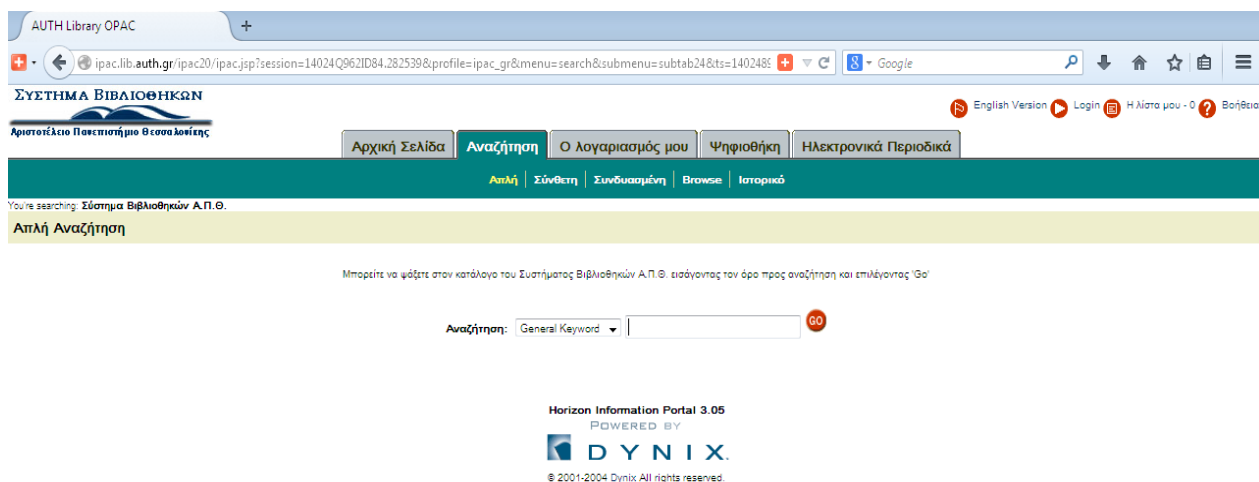 AUTH Library OPAC
ipac.lib.auth.gr/ipac20/ipac.jsp?session=14024Q962ID84.282539&profile=ipac_gr&menu=search&submenu=subtab24&ts=140248
Google
ΣΥΣΤΗΜΑ ΒΙΒΛΙΟΘΗΚΩΝ
Αριστοτέλειο Πανεπιστήμιο Θεσσαλονίκης
English Version Login Η λίστα μου - 0 Βοήθεια
Αρχική Σελίδα Αναζήτηση Ο λογαριασμός μου Ψηφιοθήκη Ηλεκτρονικά Περιοδικά
Απλή Σύνθετη Συνδυασμένη Browse Ιστορικό
You're searching: Σύστημα Βιβλιοθηκών Α.Π.Θ.
Απλή Αναζήτηση
Μπορείτε να ψάξετε στον κατάλογο του Συστήματος Βιβλιοθηκών Α.Π.Θ. εισάγοντας τον όρο προς αναζήτηση και επιλέγοντας 'Go'
Αναζήτηση: General Keyword GO
Horizon Information Portal 3.05
POWERED BY
DYNIX.
© 2001-2004 Dynix All rights reserved.